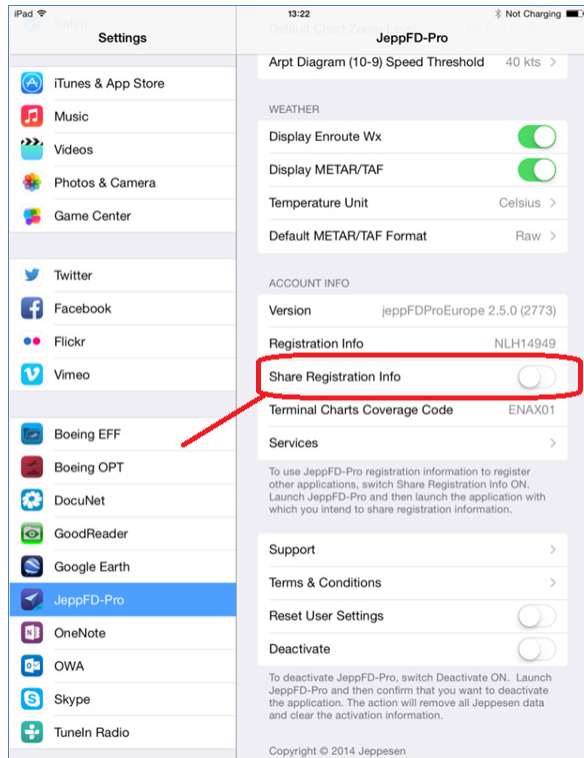 iPad 13:22 Not Charging
Safari
Settings
iTunes & App Store
Music
Videos
Photos & Camera
Game Center
Twitter
Facebook
Flickr
Vimeo
Boeing EFF
Boeing OPT
DocuNet
GoodReader
Google Earth
JeppFD-Pro
OneNote
OWA
Skype
TuneIn Radio
JeppFD-Pro
Default Chart Zoom Level
Arpt Diagram (10-9) Speed Threshold 40 kts
WEATHER
Display Enroute Wx
Display METAR/TAF
Temperature Unit Celsius
Default METAR/TAF Format Raw
ACCOUNT INFO
Version jeppFDProEurope 2.5.0 (2773)
Registration Info NLH14949
Share Registration Info
Terminal Charts Coverage Code ENAX01
Services
To use JeppFD-Pro registration information to register
other applications, switch Share Registration Info ON.
Launch JeppFD-Pro and then launch the application with
which you intend to share registration information.
Support
Terms & Conditions
Reset User Settings
Deactivate
To deactivate JeppFD-Pro, switch Deactivate ON. Launch
JeppFD-Pro and then confirm that you want to deactivate
the application. The action will remove all Jeppesen data
and clear the activation information.
Copyright © 2014 Jeppesen